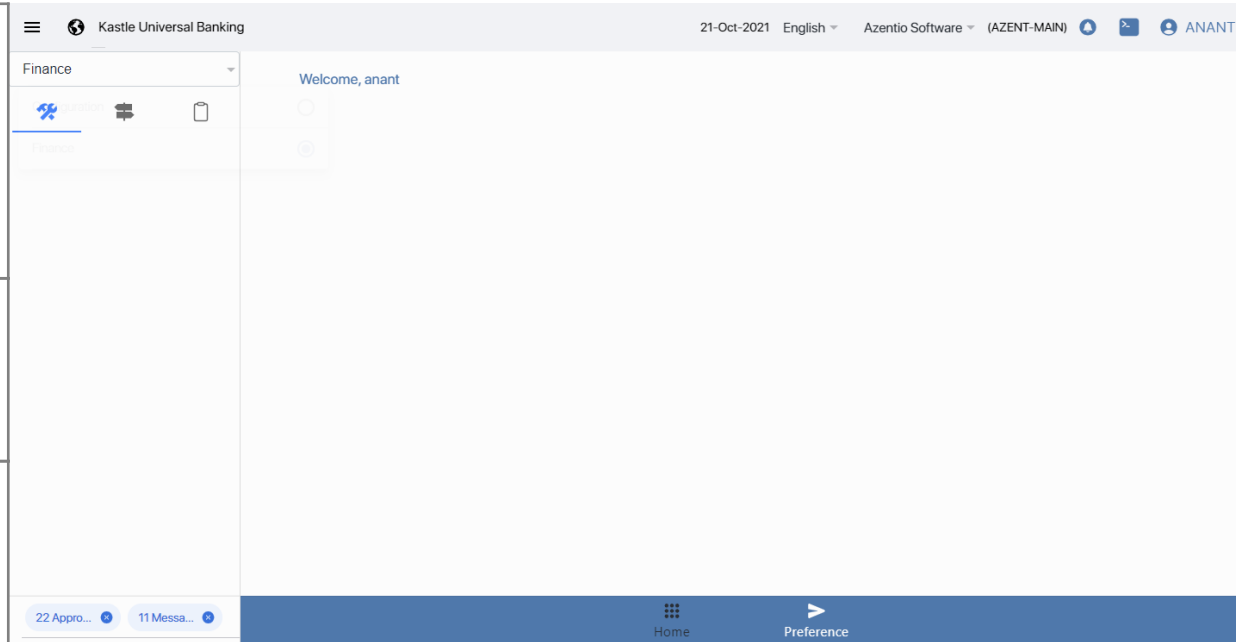 Kastle Universal Banking
21-Oct-2021 English Azentio Software (AZENT-MAIN) ANANT
Finance
Welcome, anant
Finance
22 Appro... 11 Messa...
Home
Preference